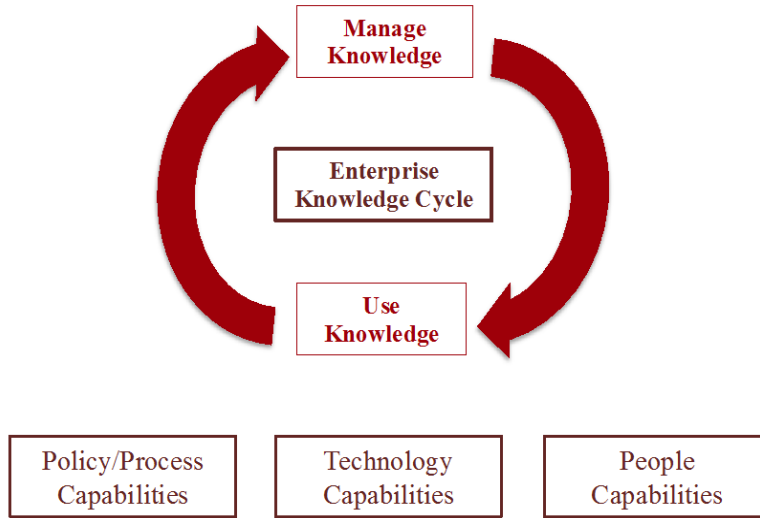 Manage
Knowledge
Enterprise
Knowledge Cycle
Use
Knowledge
Policy/Process
Capabilities
Technology
Capabilities
People
Capabilities